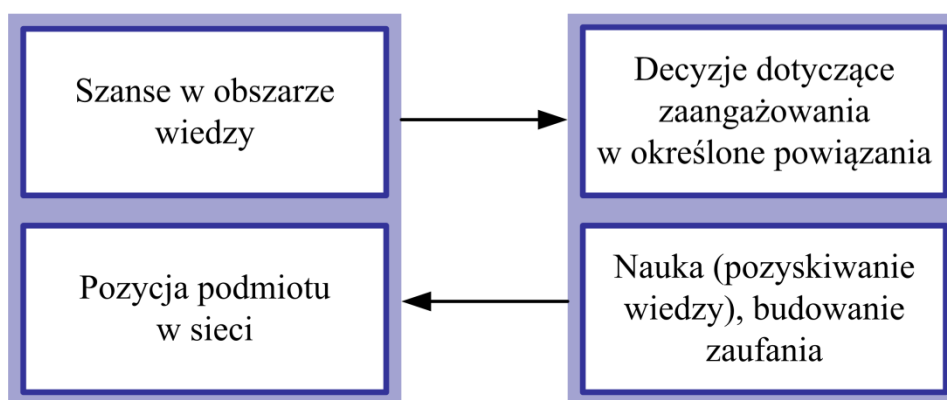 Szanse w obszarze
wiedzy
Decyzje dotyczące
zaangażowania
w określone powiązania
Pozycja podmiotu
w sieci
Nauka (pozyskiwanie
wiedzy), budowanie
zaufania